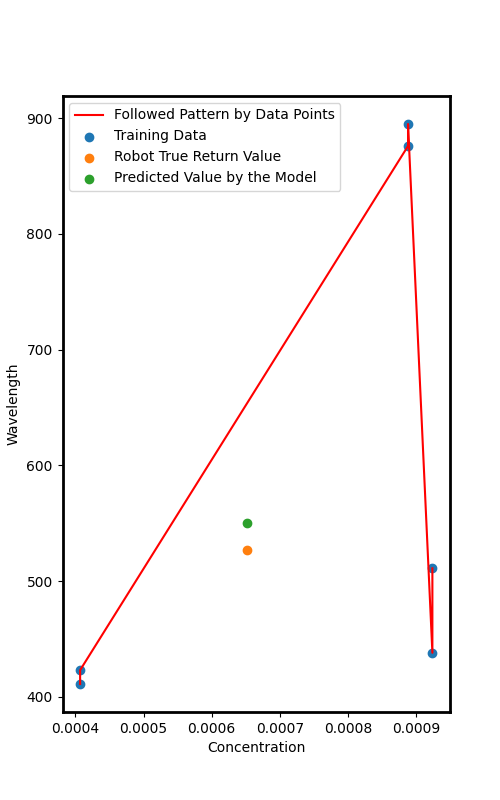 Followed Pattern by Data Points
Training Data
Robot True Return Value
Predicted Value by the Model
900
800
700
600
500
400
Wavelength
0.0004 0.0005 0.0006 0.0007 0.0008 0.0009
Concentration